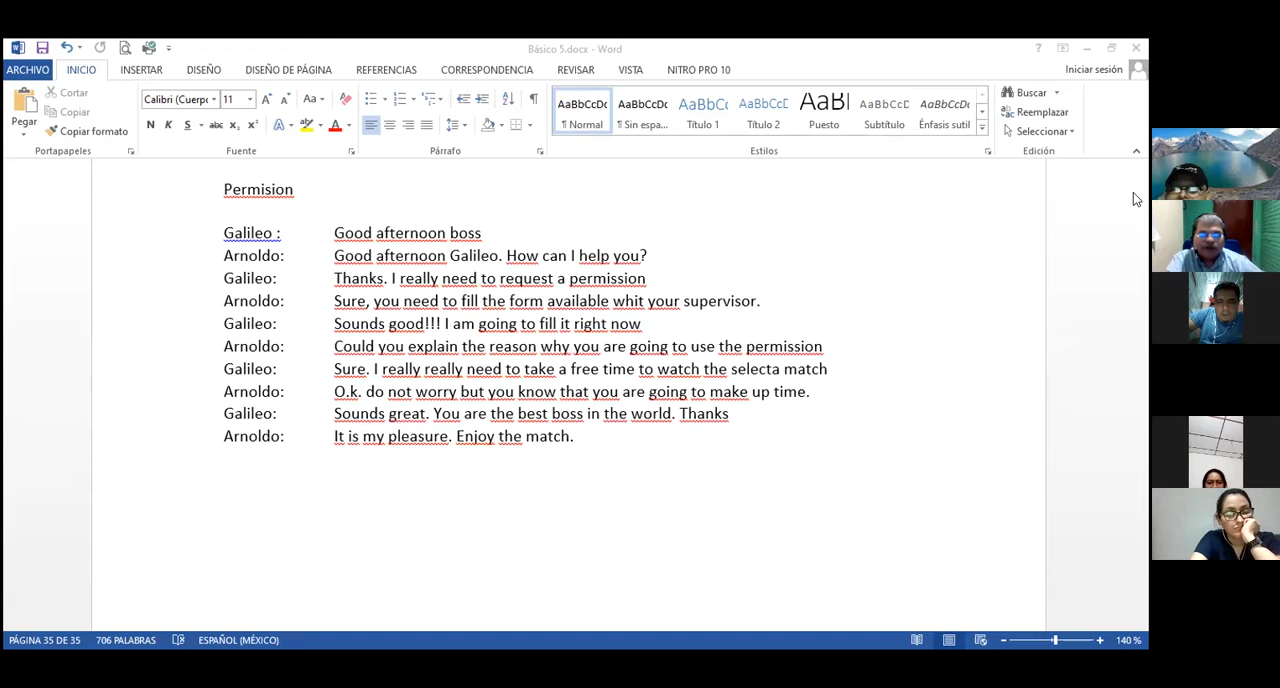 Básico 5.docx - Word
ARCHIVO INICIO INSERTAR DISEÑO DISEÑO DE PÁGINA REFERENCIAS CORRESPONDENCIA REVISAR VISTA NITRO PRO 10 Iniciar sesión
Pegar
Cortar
Copiar
Copiar formato
Portapapeles
Calibri (Cuerpo 11
N K S abc
Fuente
Párrafo
AaBbCcDc AaBbCcDc AaBbC AaBbCcD AaB AaBbCcD AaBbCcDc
¶ Normal ¶ Sin espa... Título 1 Título 2 Puesto Subtítulo Énfasis sutil
Estilos
Buscar
Reemplazar
Seleccionar
Edición
Permision
Galileo : Good afternoon boss
Arnoldo: Good afternoon Galileo. How can I help you?
Galileo: Thanks. I really need to request a permission
Arnoldo: Sure, you need to fill the form available whit your supervisor.
Galileo: Sounds good!!! I am going to fill it right now
Arnoldo: Could you explain the reason why you are going to use the permission
Galileo: Sure. I really really need to take a free time to watch the selecta match
Arnoldo: O.k. do not worry but you know that you are going to make up time.
Galileo: Sounds great. You are the best boss in the world. Thanks
Arnoldo: It is my pleasure. Enjoy the match.
PÁGINA 35 DE 35 706 PALABRAS ESPAÑOL (MÉXICO) 140 %